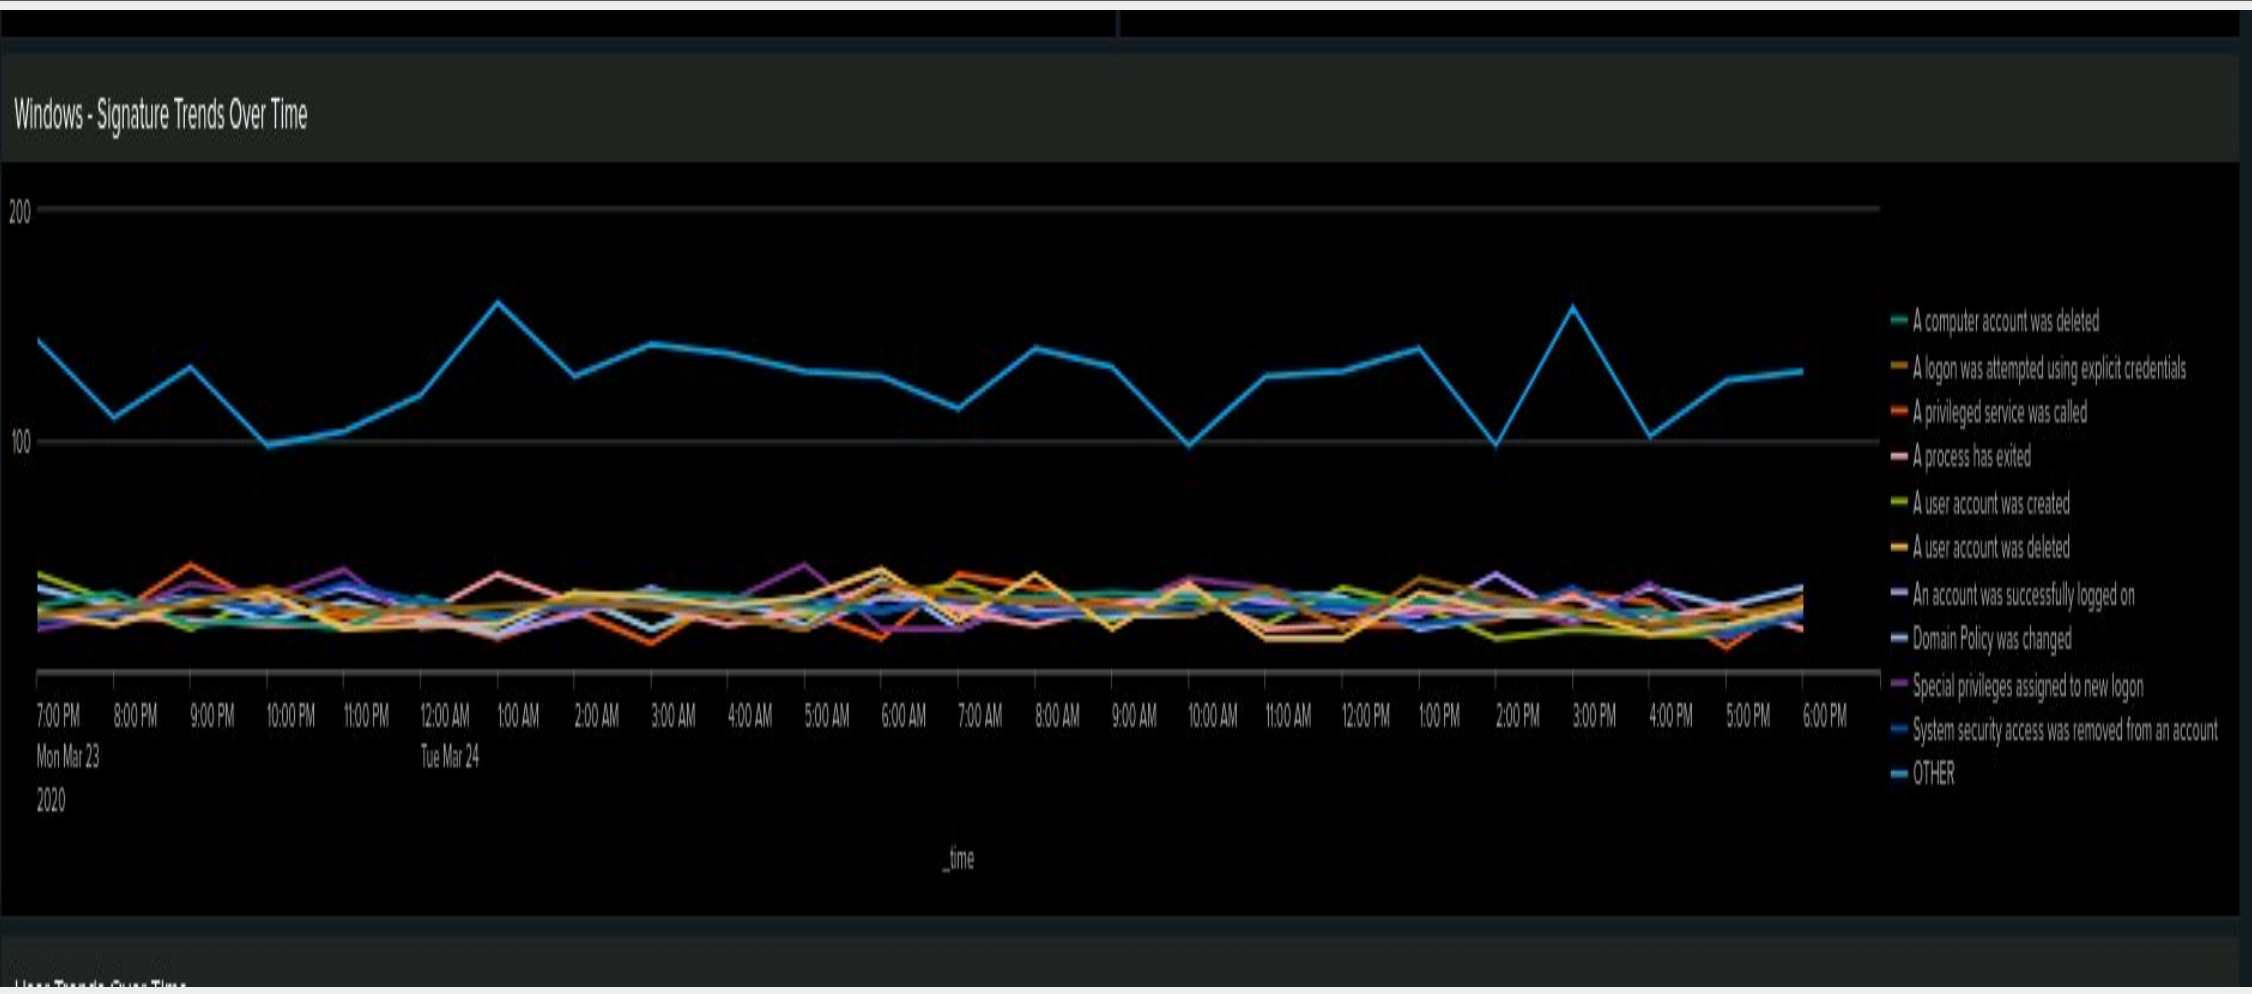 Windows - Signature Trends Over Time
200
100
7:00 PM 8:00 PM 9:00 PM 10:00 PM 11:00 PM 12:00 AM 1:00 AM 2:00 AM 3:00 AM 4:00 AM 5:00 AM 6:00 AM 7:00 AM 8:00 AM 9:00 AM 10:00 AM 11:00 AM 12:00 PM 1:00 PM 2:00 PM 3:00 PM 4:00 PM 5:00 PM 6:00 PM
Mon Mar 23 Tue Mar 24
2020
_time
A computer account was deleted
A logon was attempted using explicit credentials
A privileged service was called
A process has exited
A user account was created
A user account was deleted
An account was successfully logged on
Domain Policy was changed
Special privileges assigned to new logon
System security access was removed from an account
OTHER
User Trends Over Time